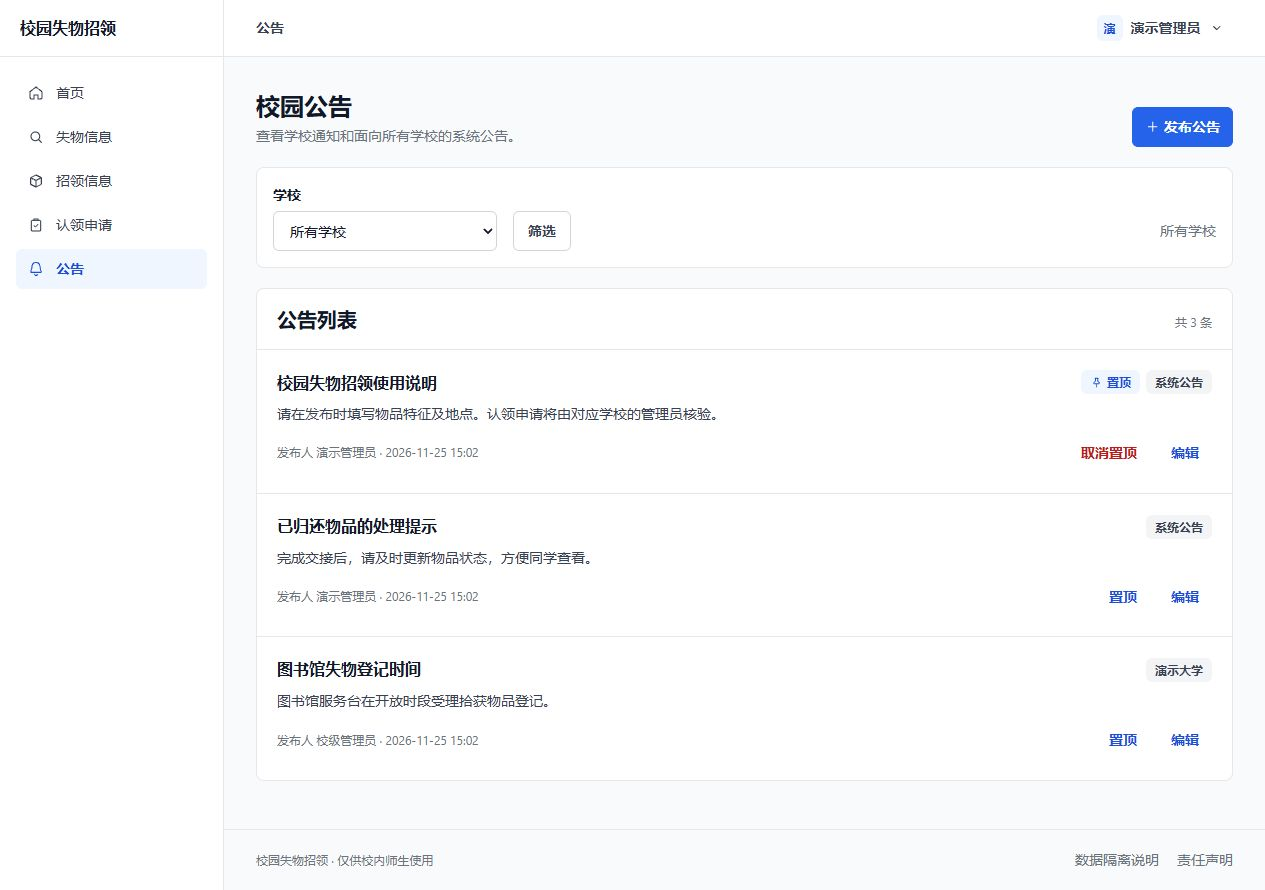 校园失物招领
公告
演 演示管理员
首页
失物信息
招领信息
认领申请
公告
校园公告
查看学校通知和面向所有学校的系统公告。
+ 发布公告
学校
所有学校
筛选
所有学校
公告列表
共 3 条
校园失物招领使用说明
置顶
系统公告
请在发布时填写物品特征及地点。认领申请将由对应学校的管理员核验。
发布人 演示管理员 · 2026-11-25 15:02
取消置顶
编辑
已归还物品的处理提示
系统公告
完成交接后，请及时更新物品状态，方便同学查看。
发布人 演示管理员 · 2026-11-25 15:02
置顶
编辑
图书馆失物登记时间
演示大学
图书馆服务台在开放时段受理拾获物品登记。
发布人 校级管理员 · 2026-11-25 15:02
置顶
编辑
校园失物招领 · 仅供校内师生使用
数据隔离说明
责任声明